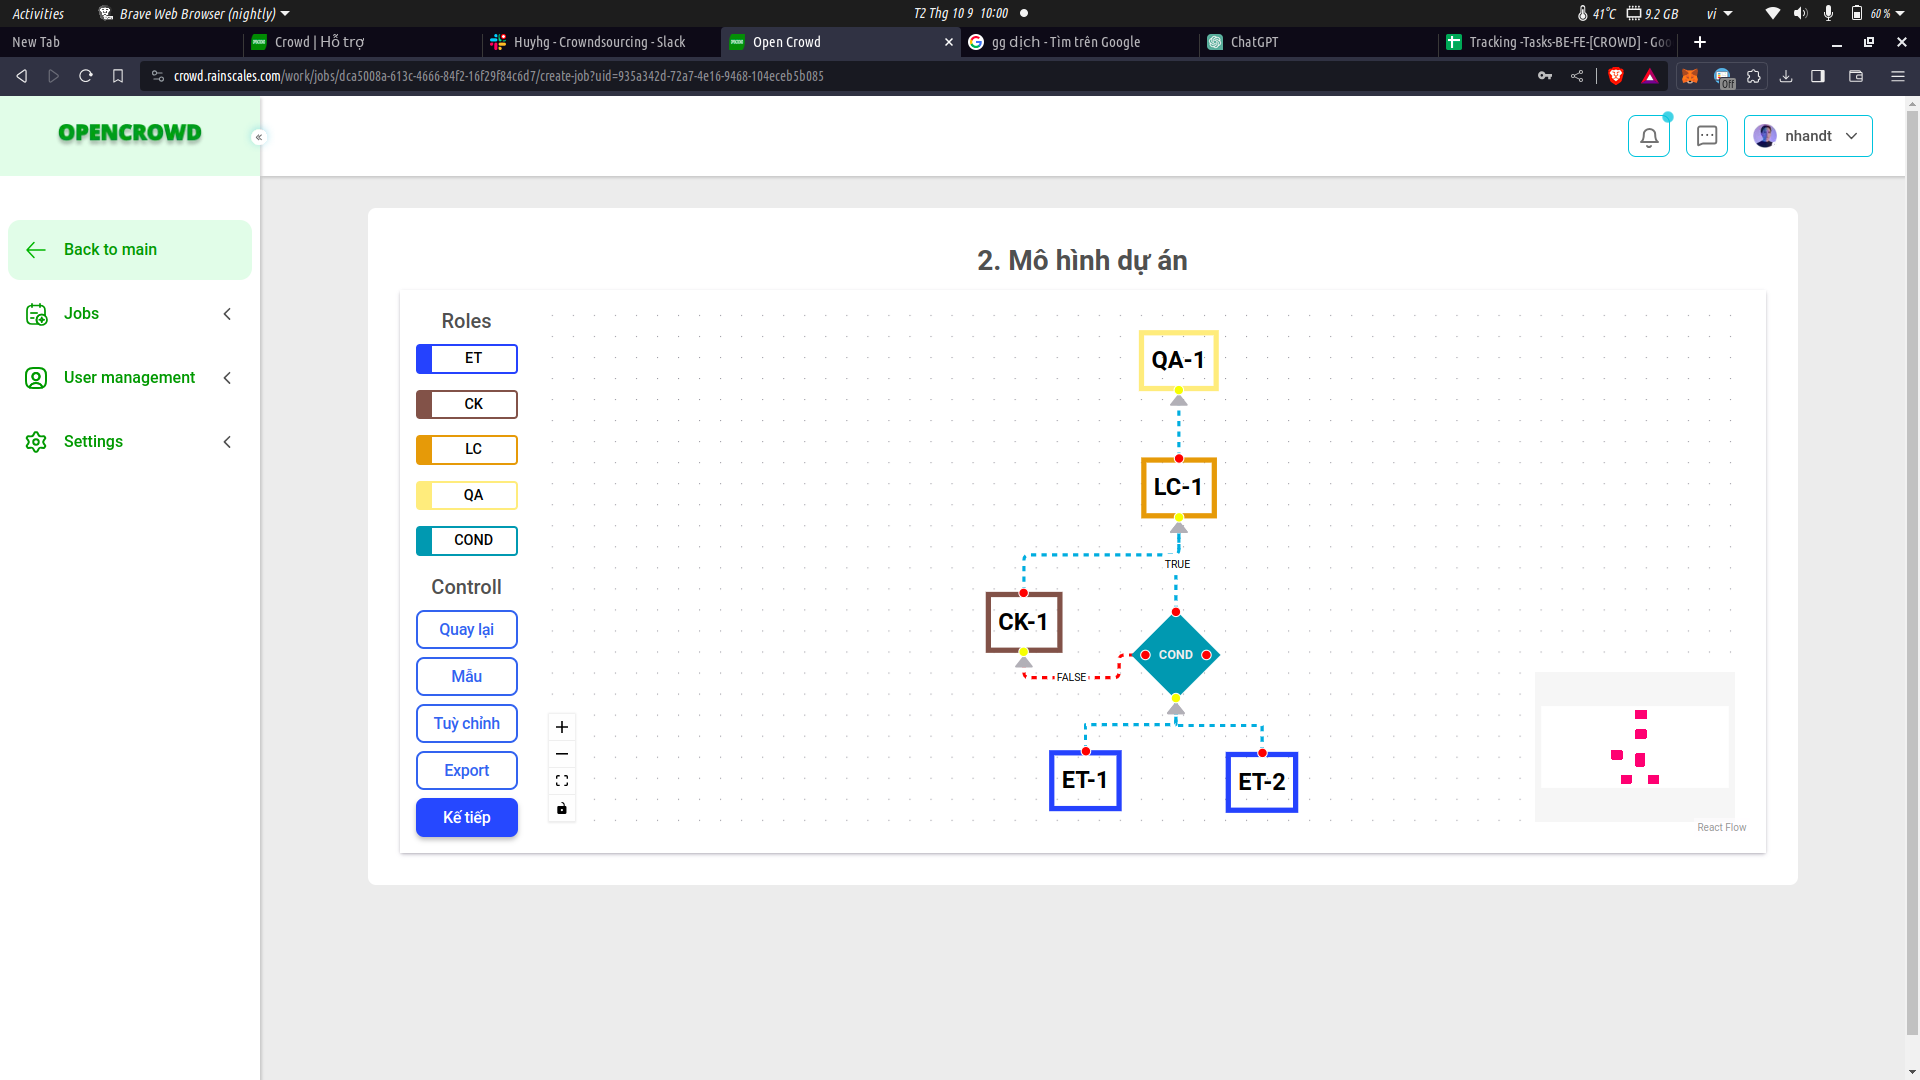 Activities
Brave Web Browser (nightly)
T2 Thg 10 9 10:00
41°C
9.2 GB
vi
60 %
New Tab
Crowd | Hỗ trợ
Huyhg - Crowndsourcing - Slack
Open Crowd
gg dịch - Tìm trên Google
ChatGPT
Tracking -Tasks-BE-FE-[CROWD] - Goo
crowd.rainscales.com/work/jobs/dca5008a-613c-4666-84f2-16f29f84c6d7/create-job?uid=935a342d-72a7-4e16-9468-104eceb5b085
Off
OPENCROWD
nhandt
Back to main
Jobs
User management
Settings
2. Mô hình dự án
Roles
ET
CK
LC
QA
COND
Controll
Quay lại
Mẫu
Tuỳ chỉnh
Export
Kế tiếp
QA-1
LC-1
TRUE
CK-1
COND
FALSE
ET-1
ET-2
React Flow